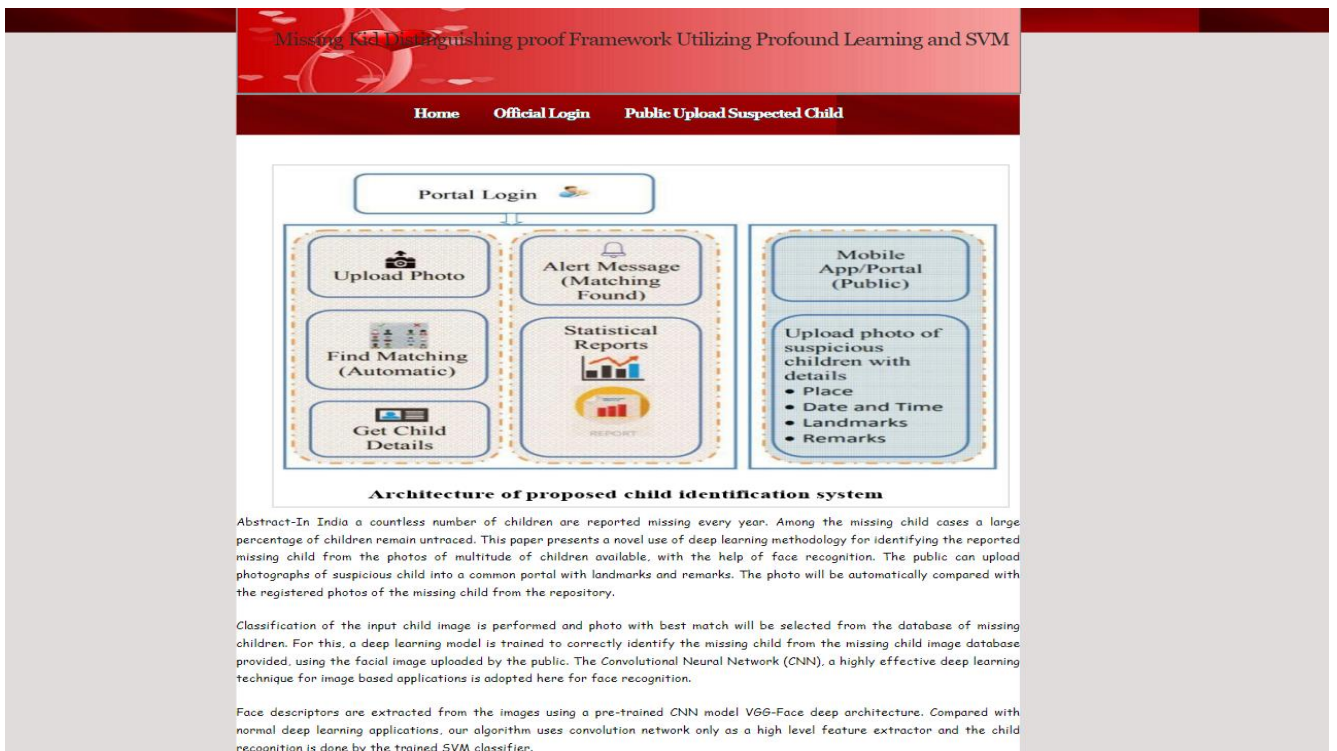 Missing Kid Distinguishing proof Framework Utilizing Profound Learning and SVM
Home Official Login Public Upload Suspected Child
Portal Login
Upload Photo
Find Matching
(Automatic)
Get Child
Details
Alert Message
(Matching
Found)
Statistical
Reports
REPORT
Mobile
App/Portal
(Public)
Upload photo of
suspicious
children with
details
• Place
• Date and Time
• Landmarks
• Remarks
Architecture of proposed child identification system
Abstract-In India a countless number of children are reported missing every year. Among the missing child cases a large
percentage of children remain untraced. This paper presents a novel use of deep learning methodology for identifying the reported
missing child from the photos of multitude of children available, with the help of face recognition. The public can upload
photographs of suspicious child into a common portal with landmarks and remarks. The photo will be automatically compared with
the registered photos of the missing child from the repository.
Classification of the input child image is performed and photo with best match will be selected from the database of missing
children. For this, a deep learning model is trained to correctly identify the missing child from the missing child image database
provided, using the facial image uploaded by the public. The Convolutional Neural Network (CNN), a highly effective deep learning
technique for image based applications is adopted here for face recognition.
Face descriptors are extracted from the images using a pre-trained CNN model VGG-Face deep architecture. Compared with
normal deep learning applications, our algorithm uses convolution network only as a high level feature extractor and the child
recognition is done by the trained SVM classifier.